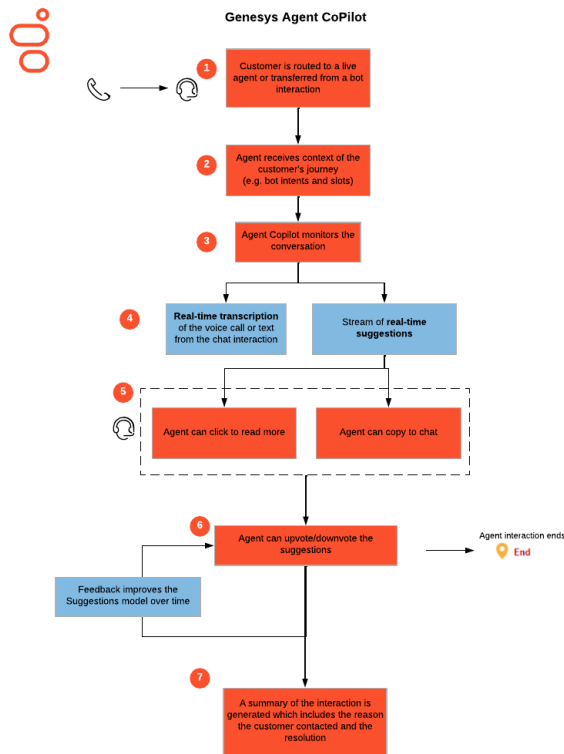 Genesys Agent CoPilot
1
Customer is routed to a live
agent or transferred from a bot
interaction
2
Agent receives context of the
customer's journey
(e.g. bot intents and slots)
3
Agent Copilot monitors the
conversation
4
Real-time transcription
of the voice call or text
from the chat interaction
Stream of real-time
suggestions
5
Agent can click to read more
Agent can copy to chat
6
Agent can upvote/downvote the
suggestions
Agent interaction ends
End
Feedback improves the
Suggestions model over time
7
A summary of the interaction is
generated which includes the reason
the customer contacted and the
resolution